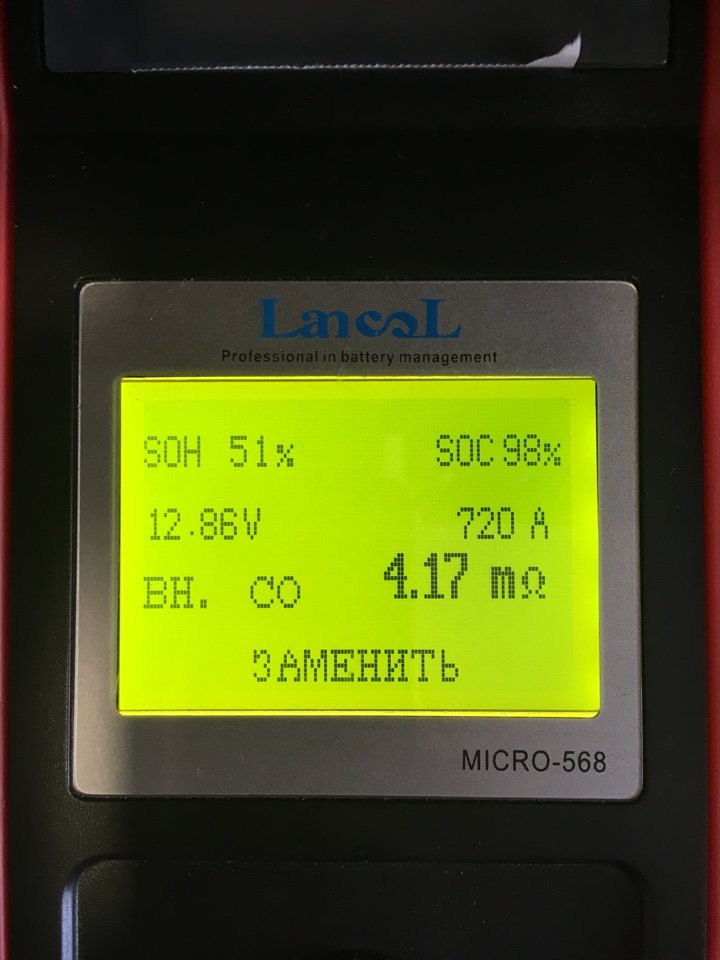 Lancol
Professional in battery management
SOH 51% SOC 98%
12.86V 720 A
ВН. СО 4.17 mΩ
ЗАМЕНИТЬ
MICRO-568